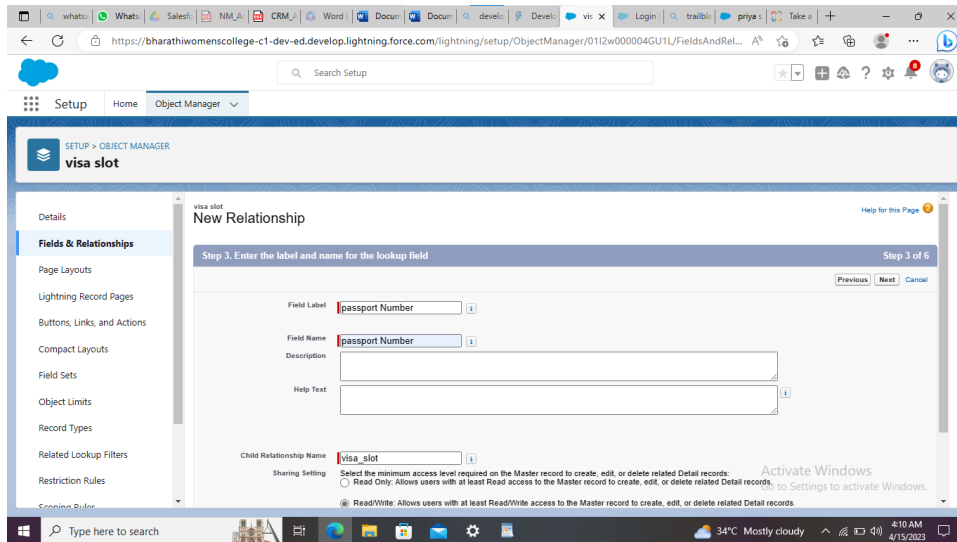 whatsa
Whats
Salesfo
NM_A
CRM_A
Word
Docum
Docum
develo
Develo
vis
Login
trailbla
priya s
Take a
https://bharathiwomenscollege-c1-dev-ed.develop.lightning.force.com/lightning/setup/ObjectManager/01I2w000004GU1L/FieldsAndRel...
Search Setup
8
Setup
Home
Object Manager
SETUP > OBJECT MANAGER
visa slot
Details
Fields & Relationships
Page Layouts
Lightning Record Pages
Buttons, Links, and Actions
Compact Layouts
Field Sets
Object Limits
Record Types
Related Lookup Filters
Restriction Rules
Scoping Rules
visa slot
New Relationship
Help for this Page
Step 3. Enter the label and name for the lookup field
Step 3 of 6
Previous
Next
Cancel
Field Label
passport Number
Field Name
passport Number
Description
Help Text
Child Relationship Name
visa_slot
Sharing Setting
Select the minimum access level required on the Master record to create, edit, or delete related Detail records:
Read Only: Allows users with at least Read access to the Master record to create, edit, or delete related Detail records.
Read/Write: Allows users with at least Read/Write access to the Master record to create, edit, or delete related Detail records.
Activate Windows
Go to Settings to activate Windows.
Type here to search
34°C Mostly cloudy
4:10 AM
4/15/2023